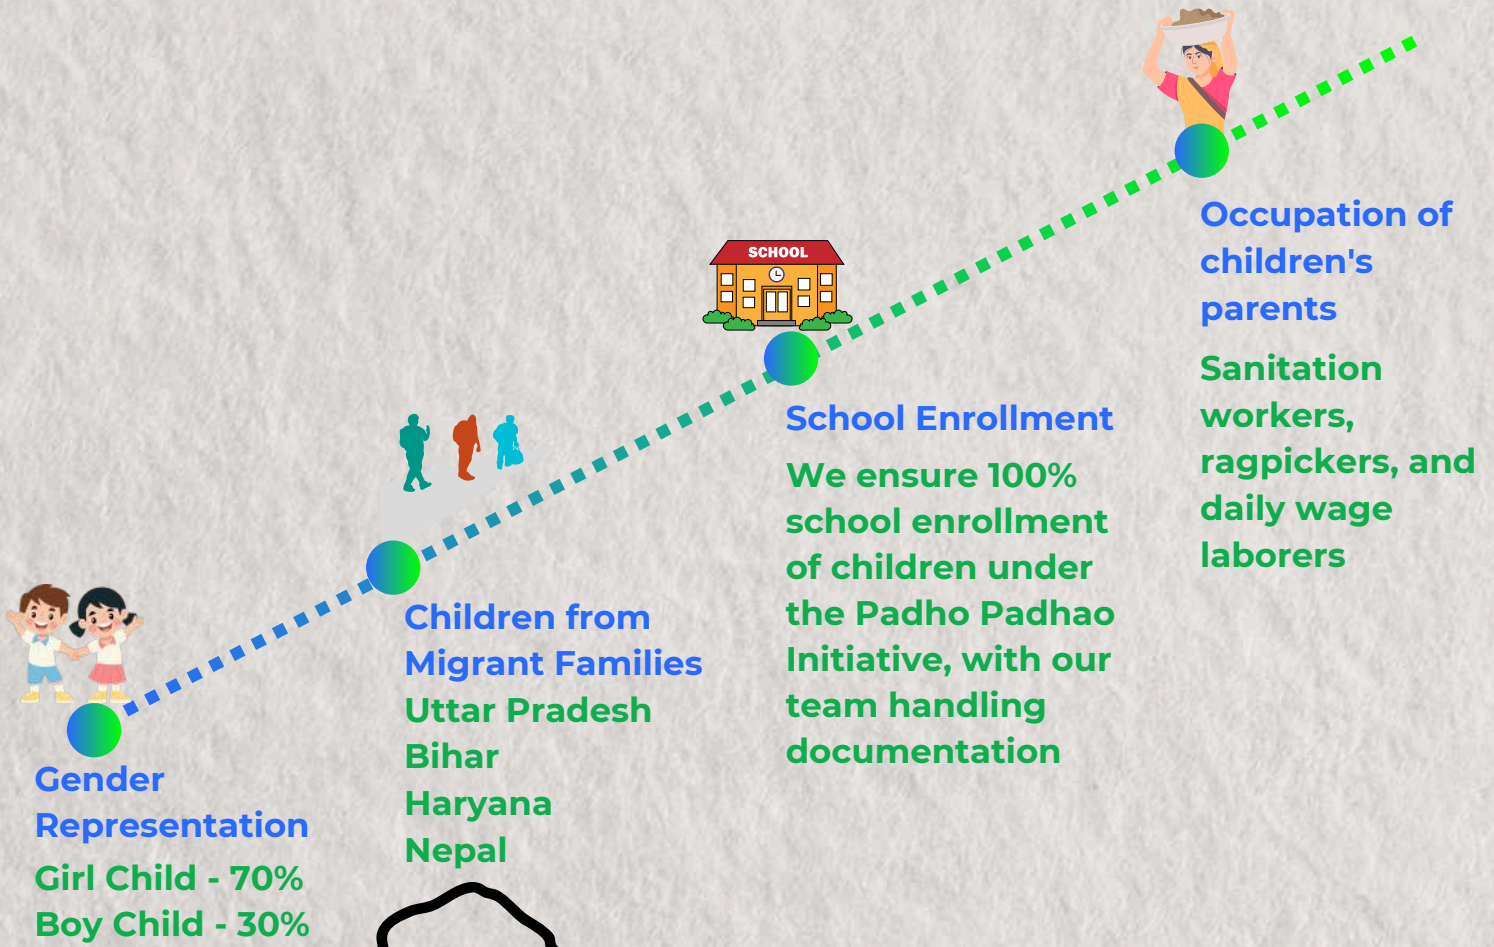 Gender
Representation
Girl Child - 70%
Boy Child - 30%
Children from
Migrant Families
Uttar Pradesh
Bihar
Haryana
Nepal
SCHOOL
School Enrollment
We ensure 100%
school enrollment
of children under
the Padho Padhao
Initiative, with our
team handling
documentation
Occupation of
children's
parents
Sanitation
workers,
ragpickers, and
daily wage
laborers